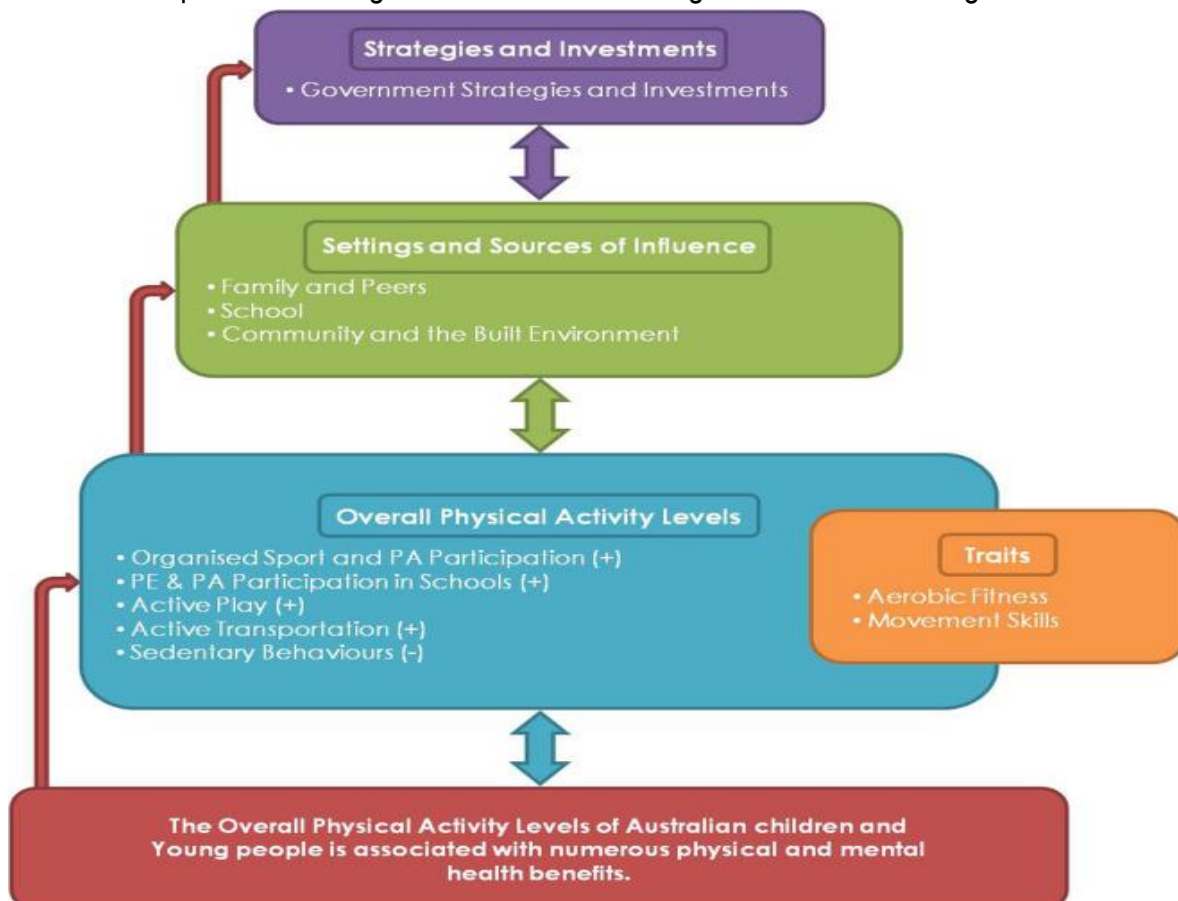 Strategies and Investments
• Government Strategies and Investments
Settings and Sources of Influence
• Family and Peers
• School
• Community and the Built Environment
Overall Physical Activity Levels
• Organised Sport and PA Participation (+)
• PE & PA Participation in Schools (+)
• Active Play (+)
• Active Transportation (+)
• Sedentary Behaviours (-)
Traits
• Aerobic Fitness
• Movement Skills
The Overall Physical Activity Levels of Australian children and
Young people is associated with numerous physical and mental
health benefits.